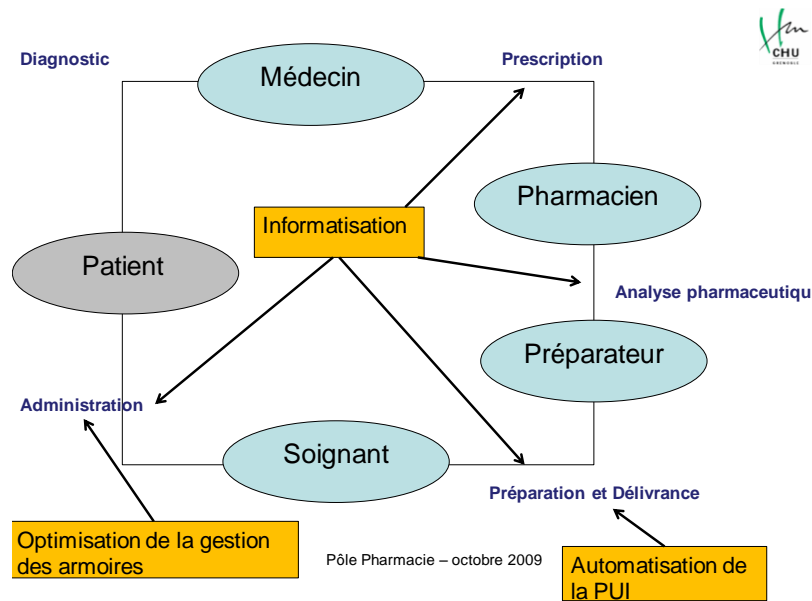 Diagnostic
Médecin
Prescription
CHU
GRENOBLE
Pharmacien
Informatisation
Patient
Analyse pharmaceutiqu
Préparateur
Administration
Soignant
Préparation et Délivrance
Optimisation de la gestion
des armoires
Pôle Pharmacie – octobre 2009
Automatisation de
la PUI